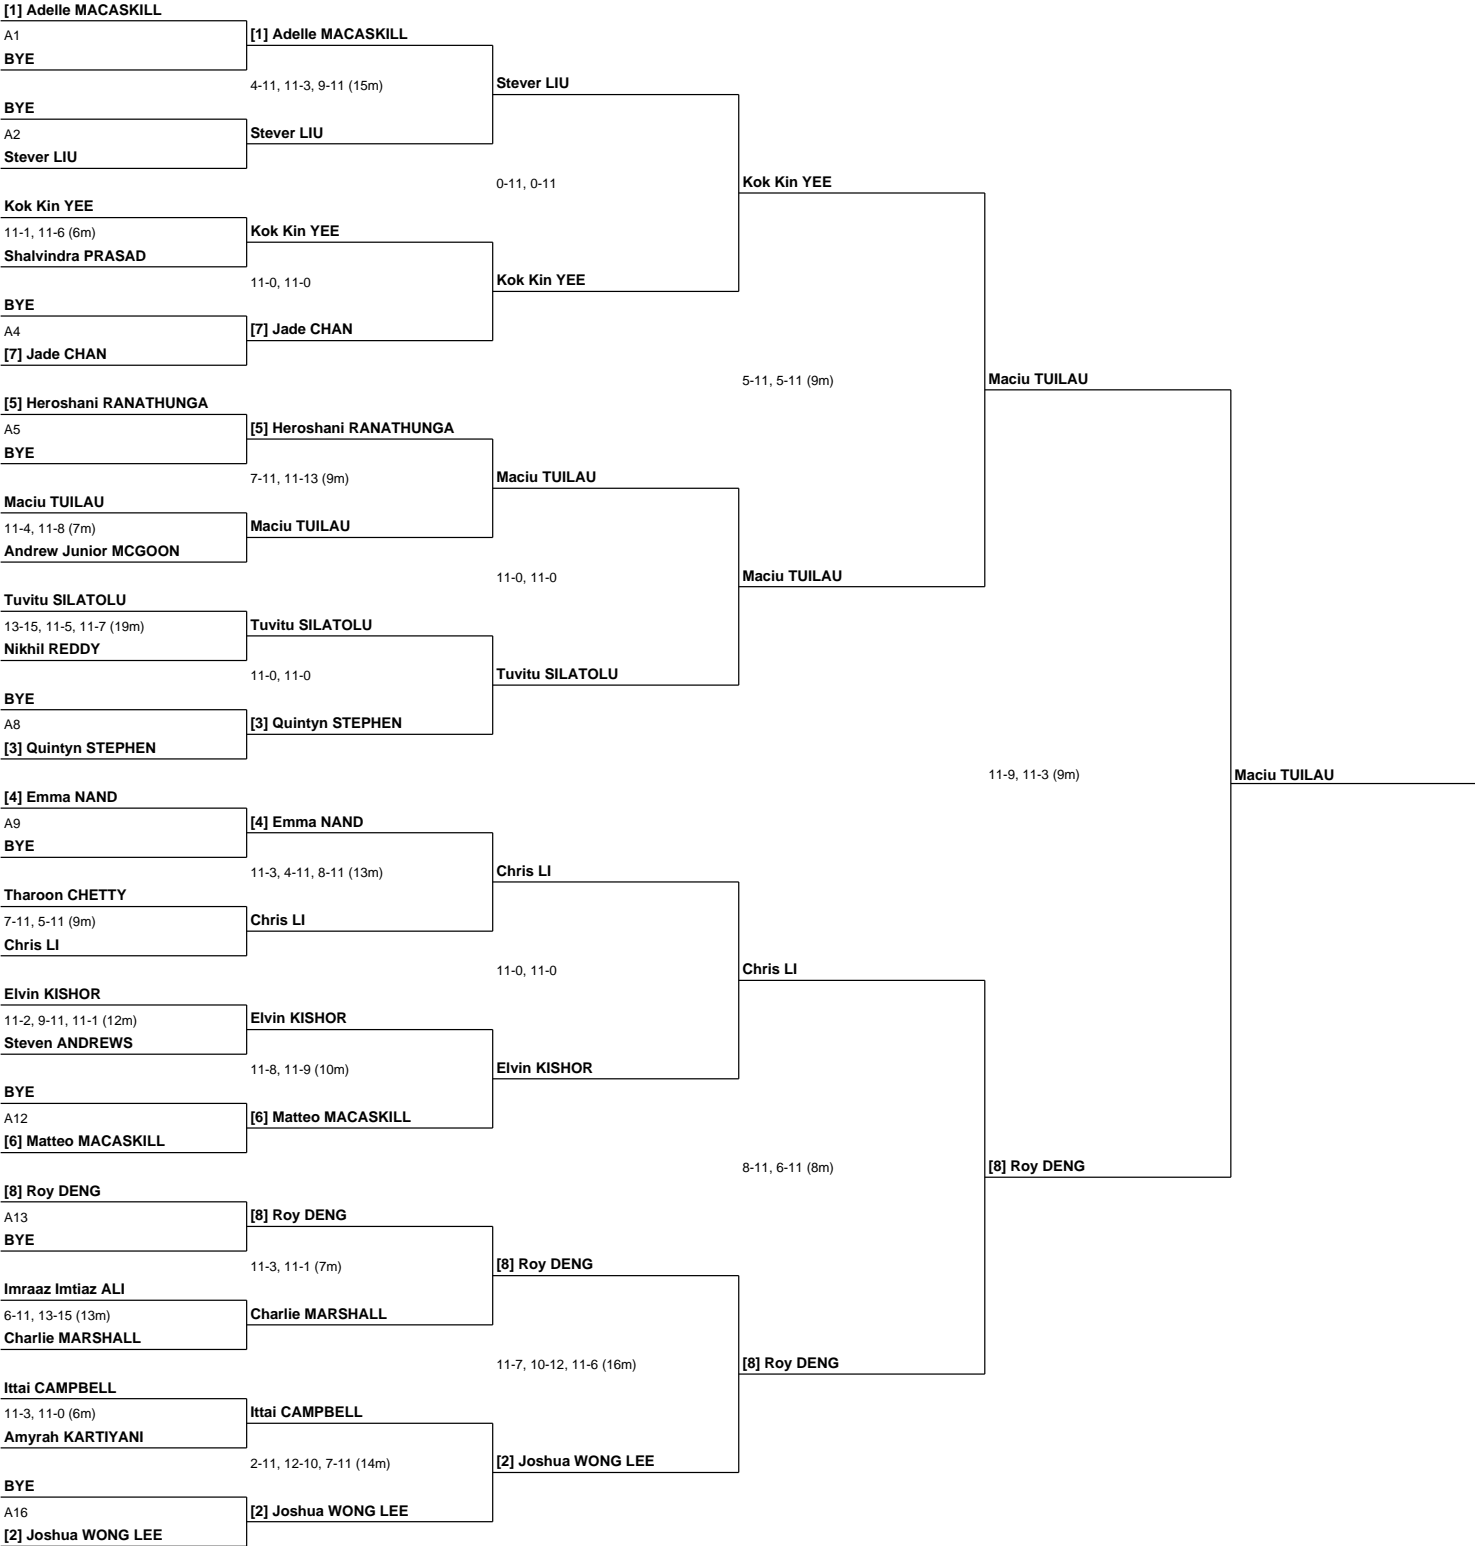 [1] Adelle MACASKILL
A1
BYE
BYE
A2
Stever LIU
Kok Kin YEE
11-1, 11-6 (6m)
Shalvindra PRASAD
BYE
A4
[7] Jade CHAN
[5] Heroshani RANATHUNGA
A5
BYE
Maciu TUILAU
11-4, 11-8 (7m)
Andrew Junior MCGOON
Tuvitu SILATOLU
13-15, 11-5, 11-7 (19m)
Nikhil REDDY
BYE
A8
[3] Quintyn STEPHEN
[4] Emma NAND
A9
BYE
Tharoon CHETTY
7-11, 5-11 (9m)
Chris LI
Elvin KISHOR
11-2, 9-11, 11-1 (12m)
Steven ANDREWS
BYE
A12
[6] Matteo MACASKILL
[8] Roy DENG
A13
BYE
Imraaz Imtiaz ALI
6-11, 13-15 (13m)
Charlie MARSHALL
Ittai CAMPBELL
11-3, 11-0 (6m)
Amyrah KARTIYANI
BYE
A16
[2] Joshua WONG LEE
[1] Adelle MACASKILL
4-11, 11-3, 9-11 (15m)
Stever LIU
Kok Kin YEE
11-0, 11-0
[7] Jade CHAN
[5] Heroshani RANATHUNGA
7-11, 11-13 (9m)
Maciu TUILAU
Tuvitu SILATOLU
11-0, 11-0
[3] Quintyn STEPHEN
[4] Emma NAND
11-3, 4-11, 8-11 (13m)
Chris LI
Elvin KISHOR
11-8, 11-9 (10m)
[6] Matteo MACASKILL
[8] Roy DENG
11-3, 11-1 (7m)
Charlie MARSHALL
Ittai CAMPBELL
2-11, 12-10, 7-11 (14m)
[2] Joshua WONG LEE
Stever LIU
0-11, 0-11
Kok Kin YEE
Maciu TUILAU
11-0, 11-0
Tuvitu SILATOLU
Chris LI
11-0, 11-0
Elvin KISHOR
[8] Roy DENG
11-7, 10-12, 11-6 (16m)
[2] Joshua WONG LEE
Kok Kin YEE
5-11, 5-11 (9m)
Maciu TUILAU
Chris LI
8-11, 6-11 (8m)
[8] Roy DENG
Maciu TUILAU
11-9, 11-3 (9m)
[8] Roy DENG
Maciu TUILAU